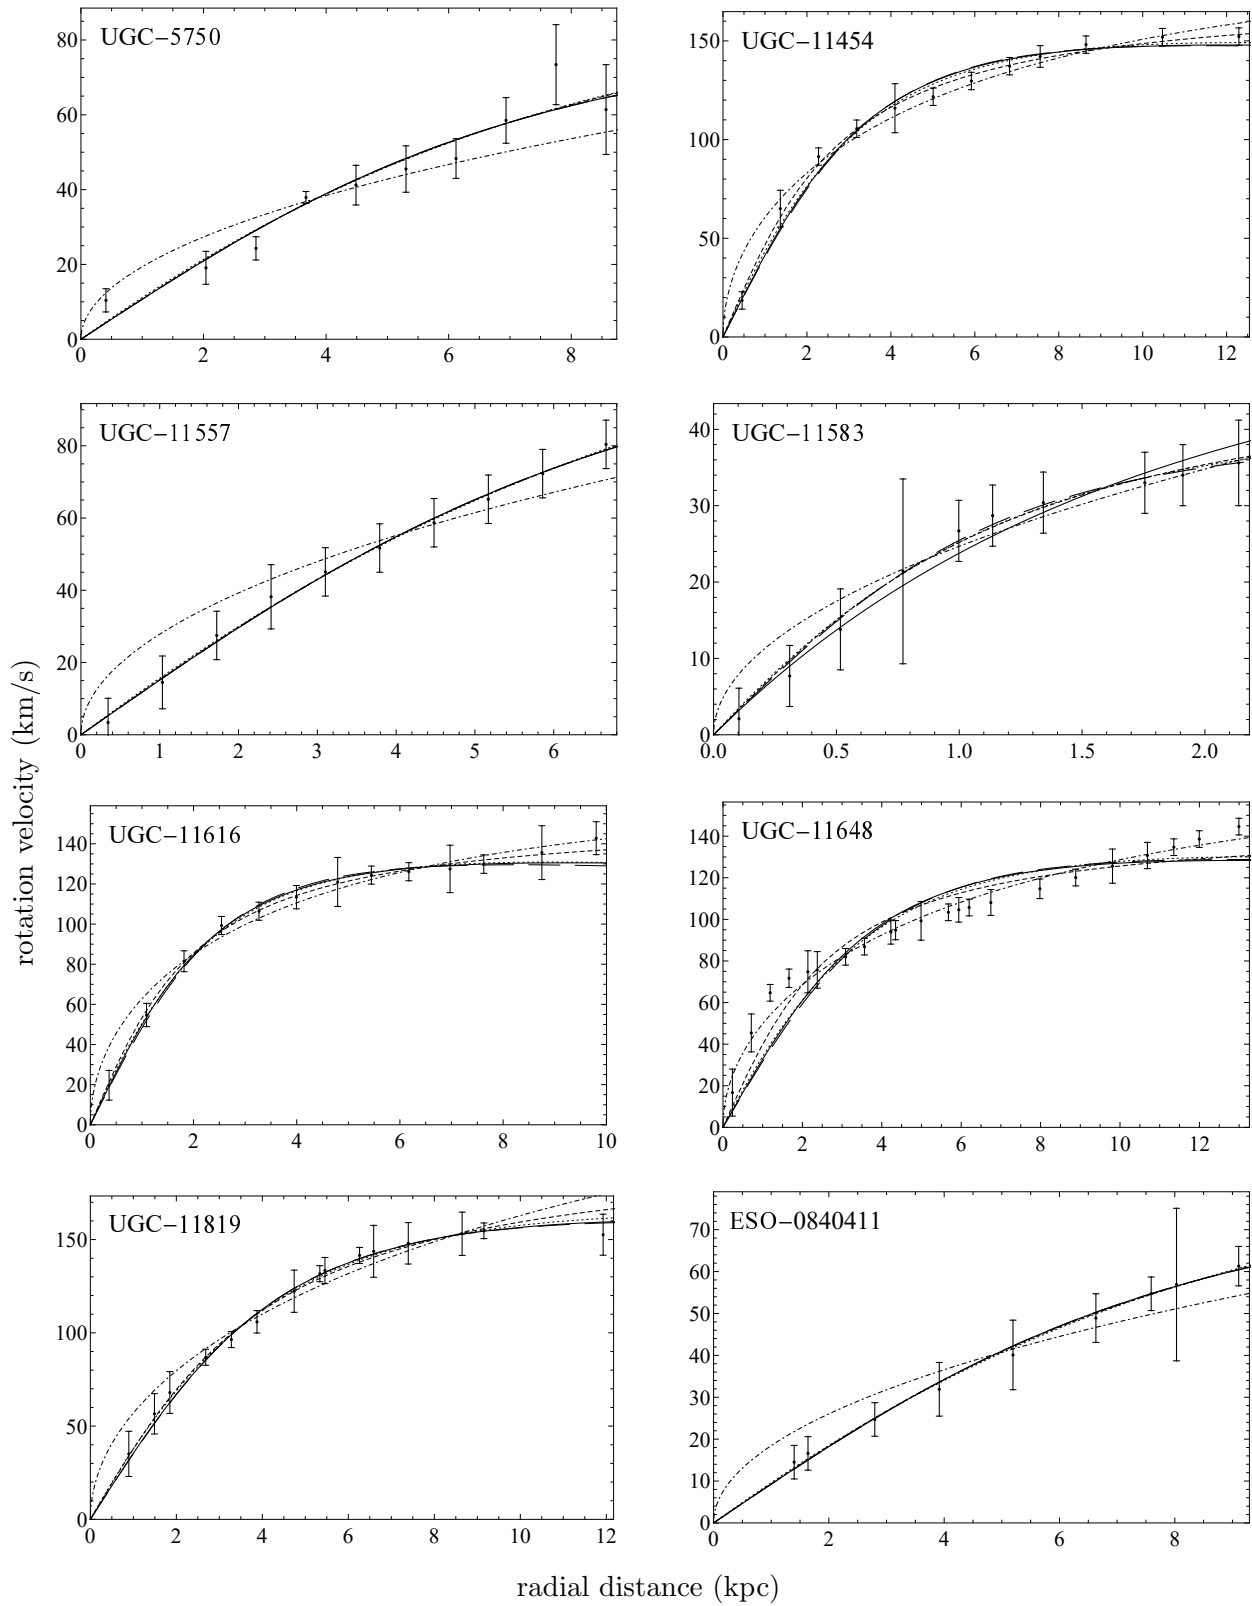 UGC−5750
80
60
40
20
0
0 2 4 6 8
UGC−11454
150
100
50
0
0 2 4 6 8 10 12
UGC−11557
80
60
40
20
0
0 1 2 3 4 5 6
UGC−11583
40
30
20
10
0
0.0 0.5 1.0 1.5 2.0
rotation velocity (km/s)
UGC−11616
140
120
100
80
60
40
20
0
0 2 4 6 8 10
UGC−11648
140
120
100
80
60
40
20
0
0 2 4 6 8 10 12
UGC−11819
150
100
50
0
0 2 4 6 8 10 12
ESO−0840411
70
60
50
40
30
20
10
0
0 2 4 6 8
radial distance (kpc)